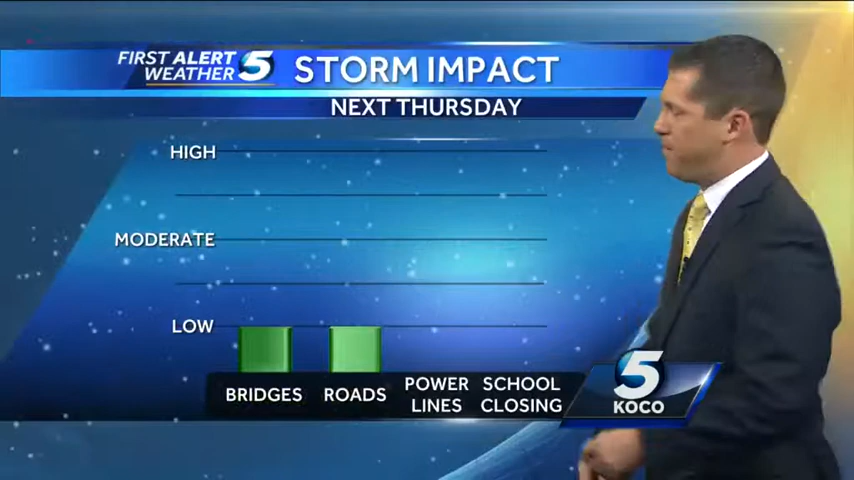 FIRST ALERT
WEATHER 5
STORM IMPACT
NEXT THURSDAY
HIGH
MODERATE
LOW
BRIDGES
ROADS
POWER
LINES
SCHOOL
CLOSING
5
KOCO